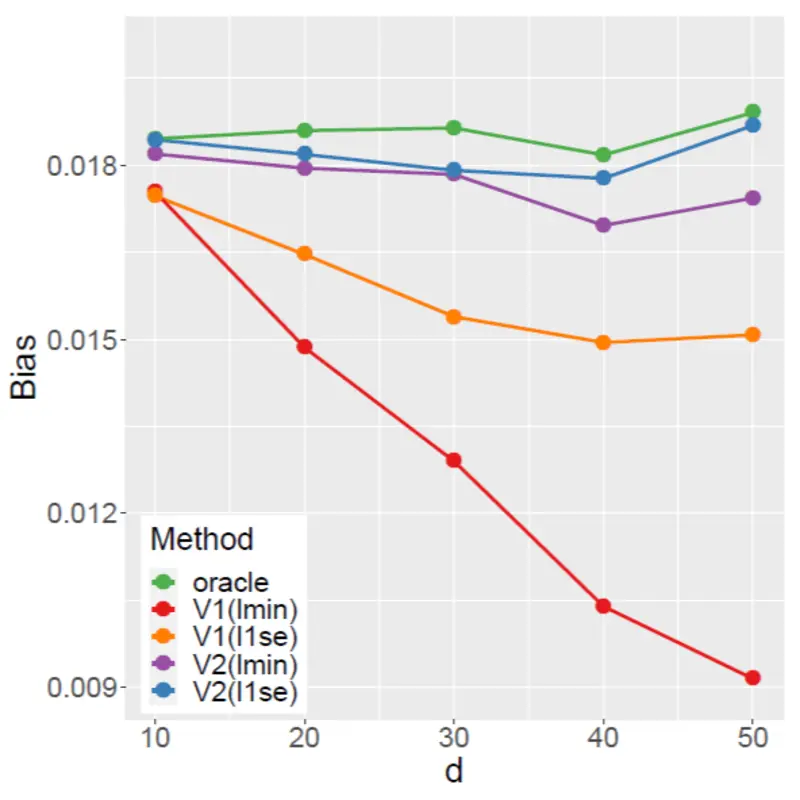 0.018
0.015
0.012
0.009
Bias
Method
oracle
V1(lmin)
V1(l1se)
V2(lmin)
V2(l1se)
10 20 30 40 50
d